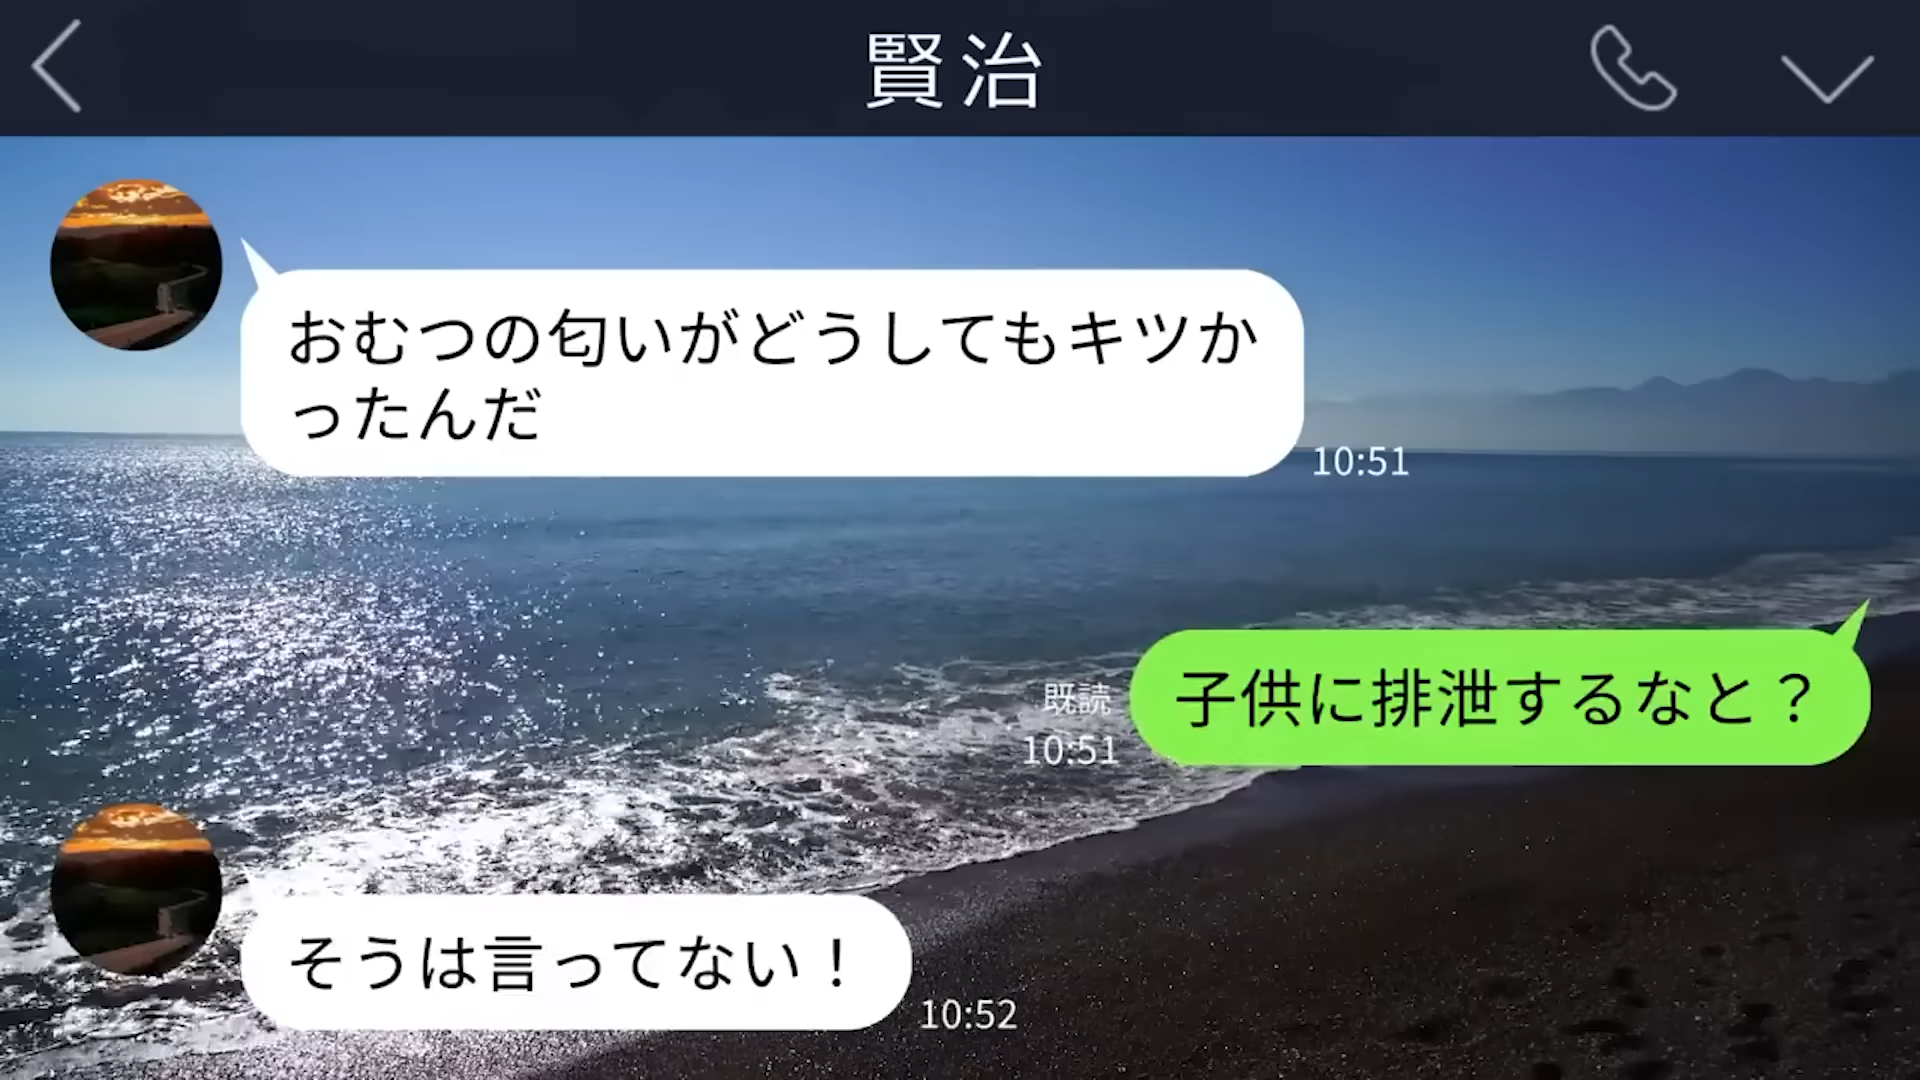 賢治
おむつの匂いがどうしてもキツか
ったんだ
10:51
子供に排泄するなと？
既読
10:51
そうは言ってない！
10:52